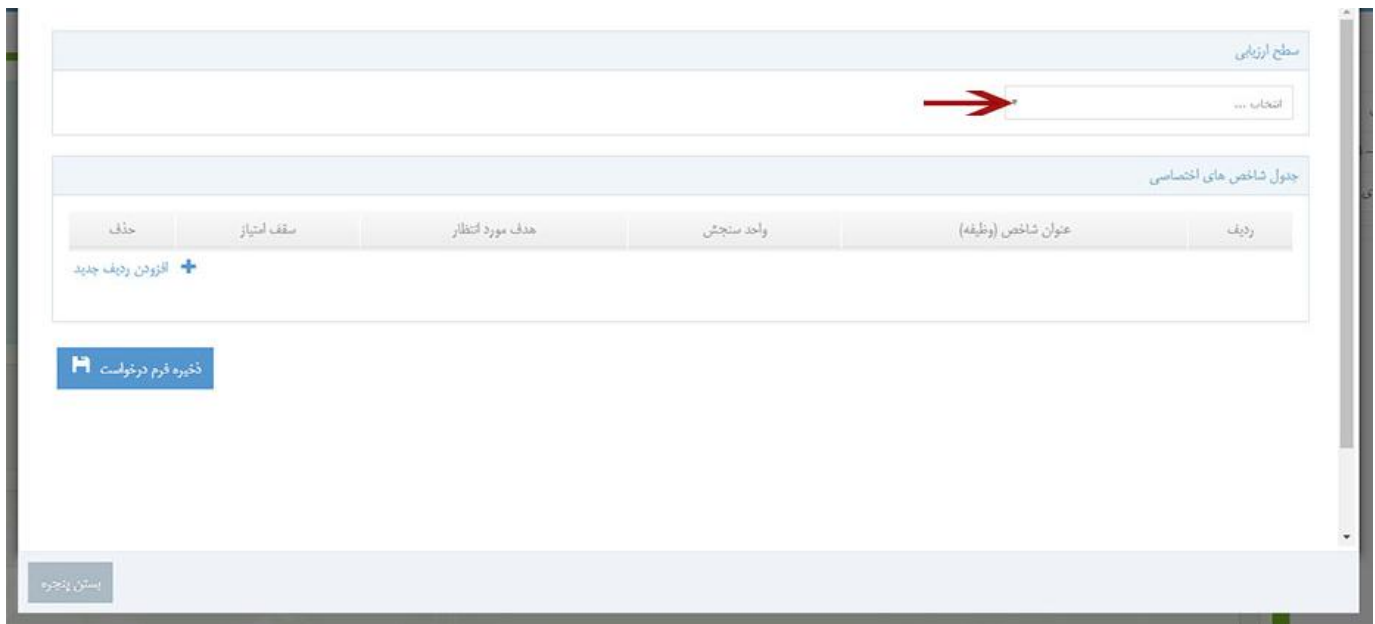 سطح ارزیابی
انتخاب ...
جدول شاخص های اختصاصی
ردیف عنوان شاخص (وظیفه) واحد سنجش هدف مورد انتظار سقف امتیاز حذف
افزودن ردیف جدید
ذخیره فرم درخواست
بستن پنجره